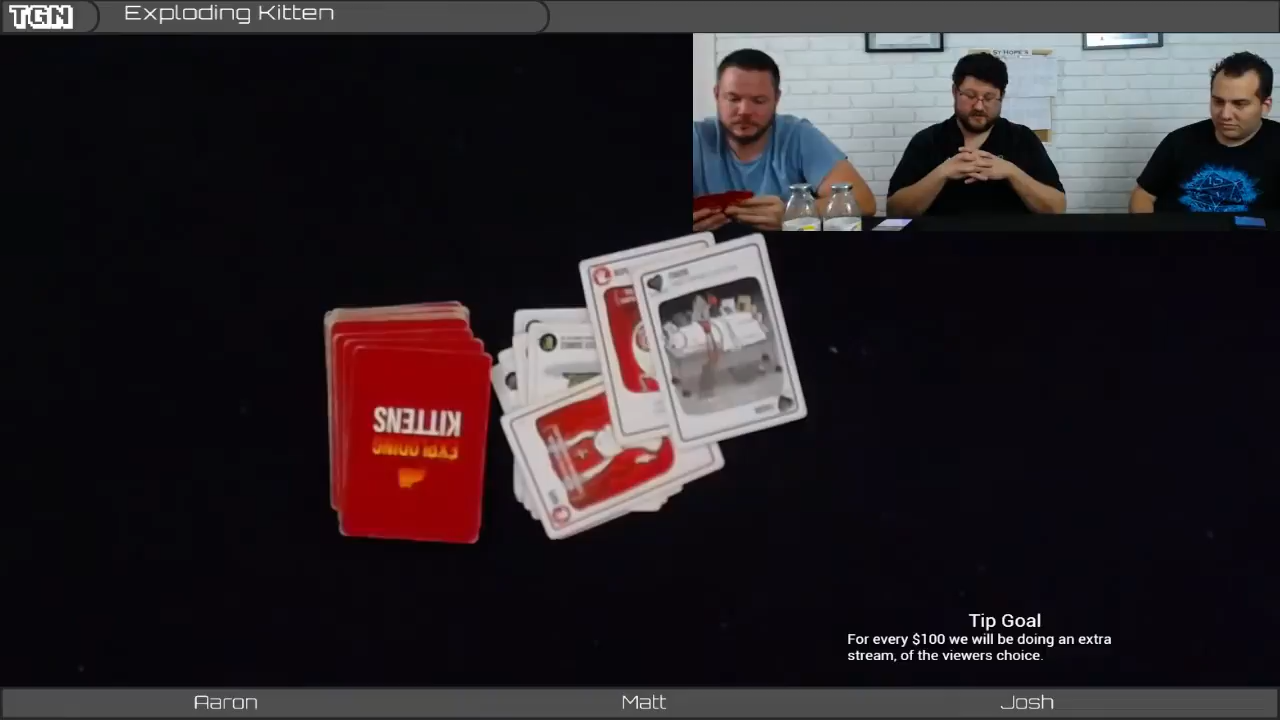 TGN
Exploding Kitten
Tip Goal
For every $100 we will be doing an extra
stream, of the viewers choice.
KITTENS
EXPLODING
Aaron
Matt
Josh